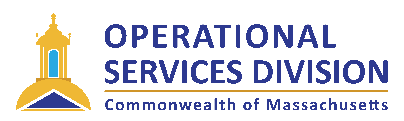 OPERATIONAL
SERVICES DIVISION
Commonwealth of Massachusetts